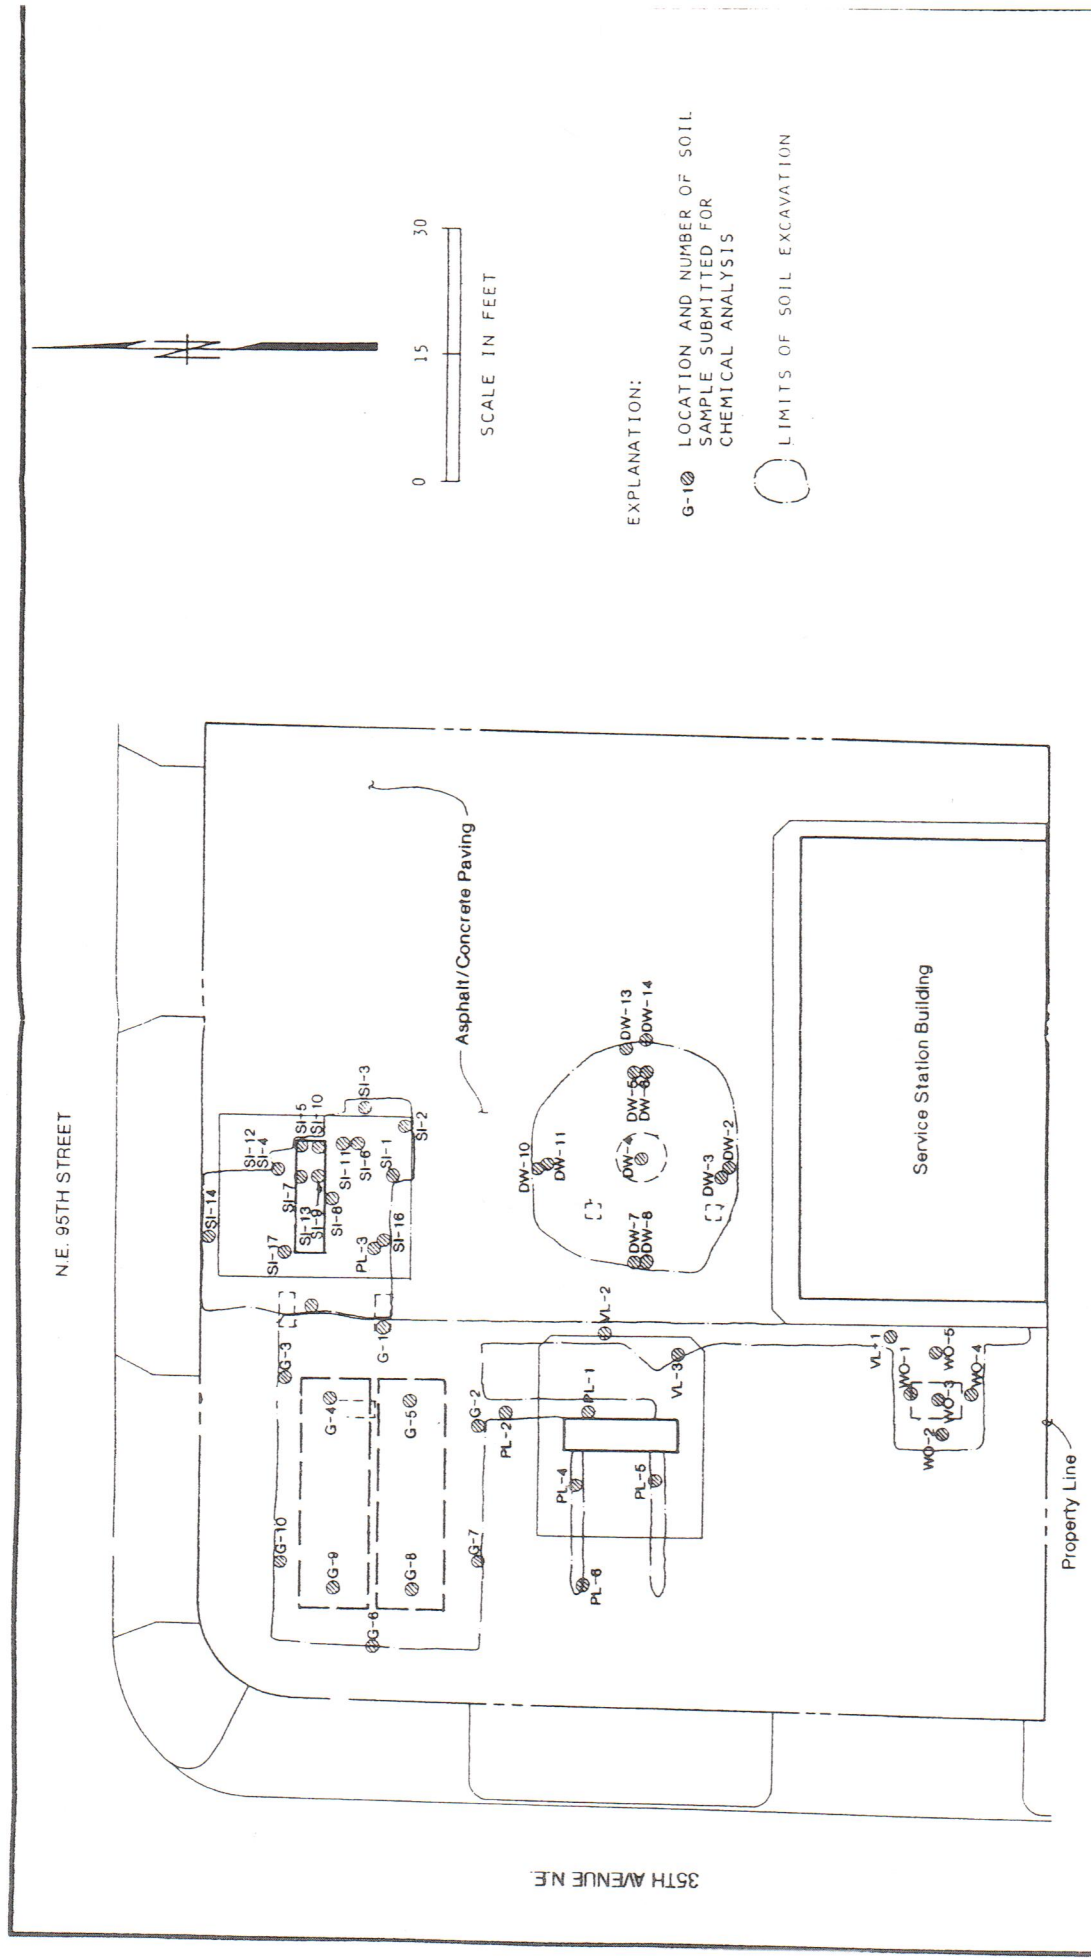 N.E. 95TH STREET
35TH AVENUE N.E.
0 15 30
SCALE IN FEET
EXPLANATION:
G-1 LOCATION AND NUMBER OF SOIL
SAMPLE SUBMITTED FOR
CHEMICAL ANALYSIS
LIMITS OF SOIL EXCAVATION
Asphalt/Concrete Paving
Service Station Building
Property Line
SI-14
SI-17
SI-12
SI-4
SI-5
SI-10
SI-3
SI-2
SI-7
SI-13
SI-9
SI-8
SI-11
SI-6
SI-1
SI-16
PL-3
G-3
G-1
G-4
G-5
G-2
G-10
G-9
G-8
G-7
G-6
PL-2
PL-1
PL-4
PL-5
PL-6
VL-2
VL-3
VL-1
DW-10
DW-11
DW-13
DW-14
DW-5
DW-6
DW-4
DW-3
DW-2
DW-7
DW-8
WO-1
WO-2
WO-3
WO-5
WO-4